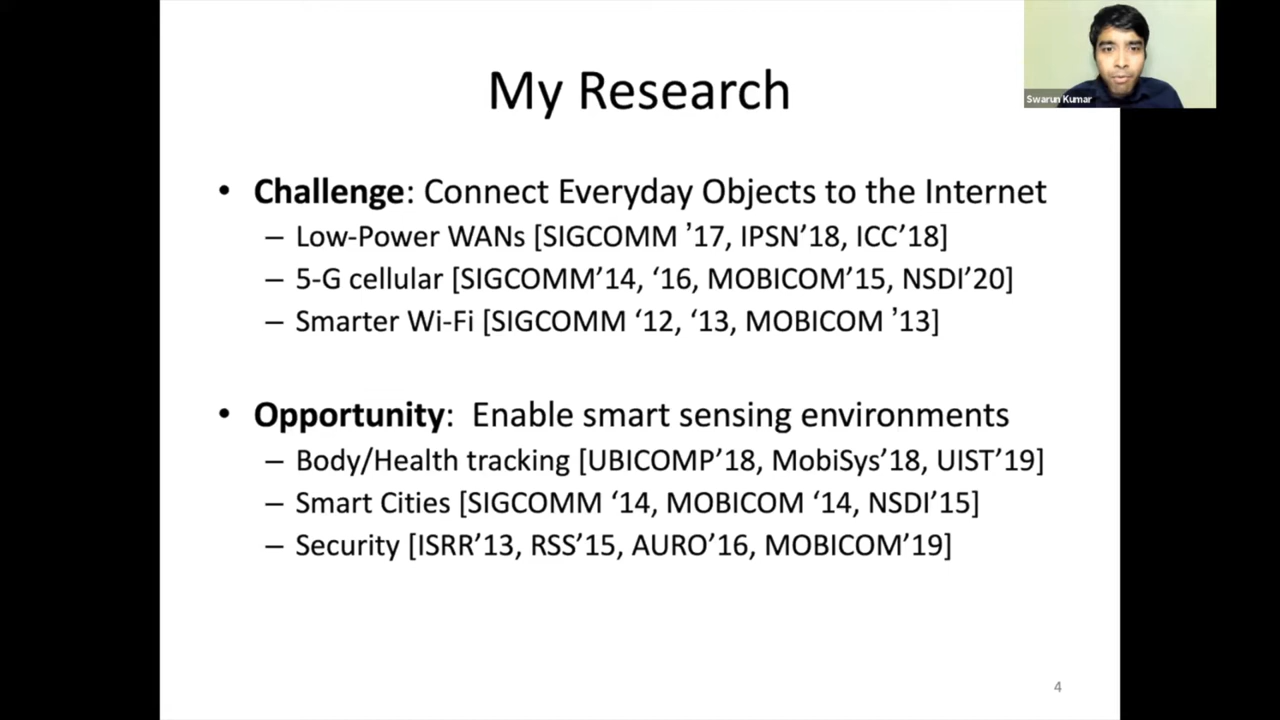 My Research
Swarun Kumar
• Challenge: Connect Everyday Objects to the Internet
– Low-Power WANs [SIGCOMM ’17, IPSN’18, ICC’18]
– 5-G cellular [SIGCOMM’14, ‘16, MOBICOM’15, NSDI’20]
– Smarter Wi-Fi [SIGCOMM ‘12, ‘13, MOBICOM ’13]
• Opportunity: Enable smart sensing environments
– Body/Health tracking [UBICOMP’18, MobiSys’18, UIST’19]
– Smart Cities [SIGCOMM ‘14, MOBICOM ‘14, NSDI’15]
– Security [ISRR’13, RSS’15, AURO’16, MOBICOM’19]
4